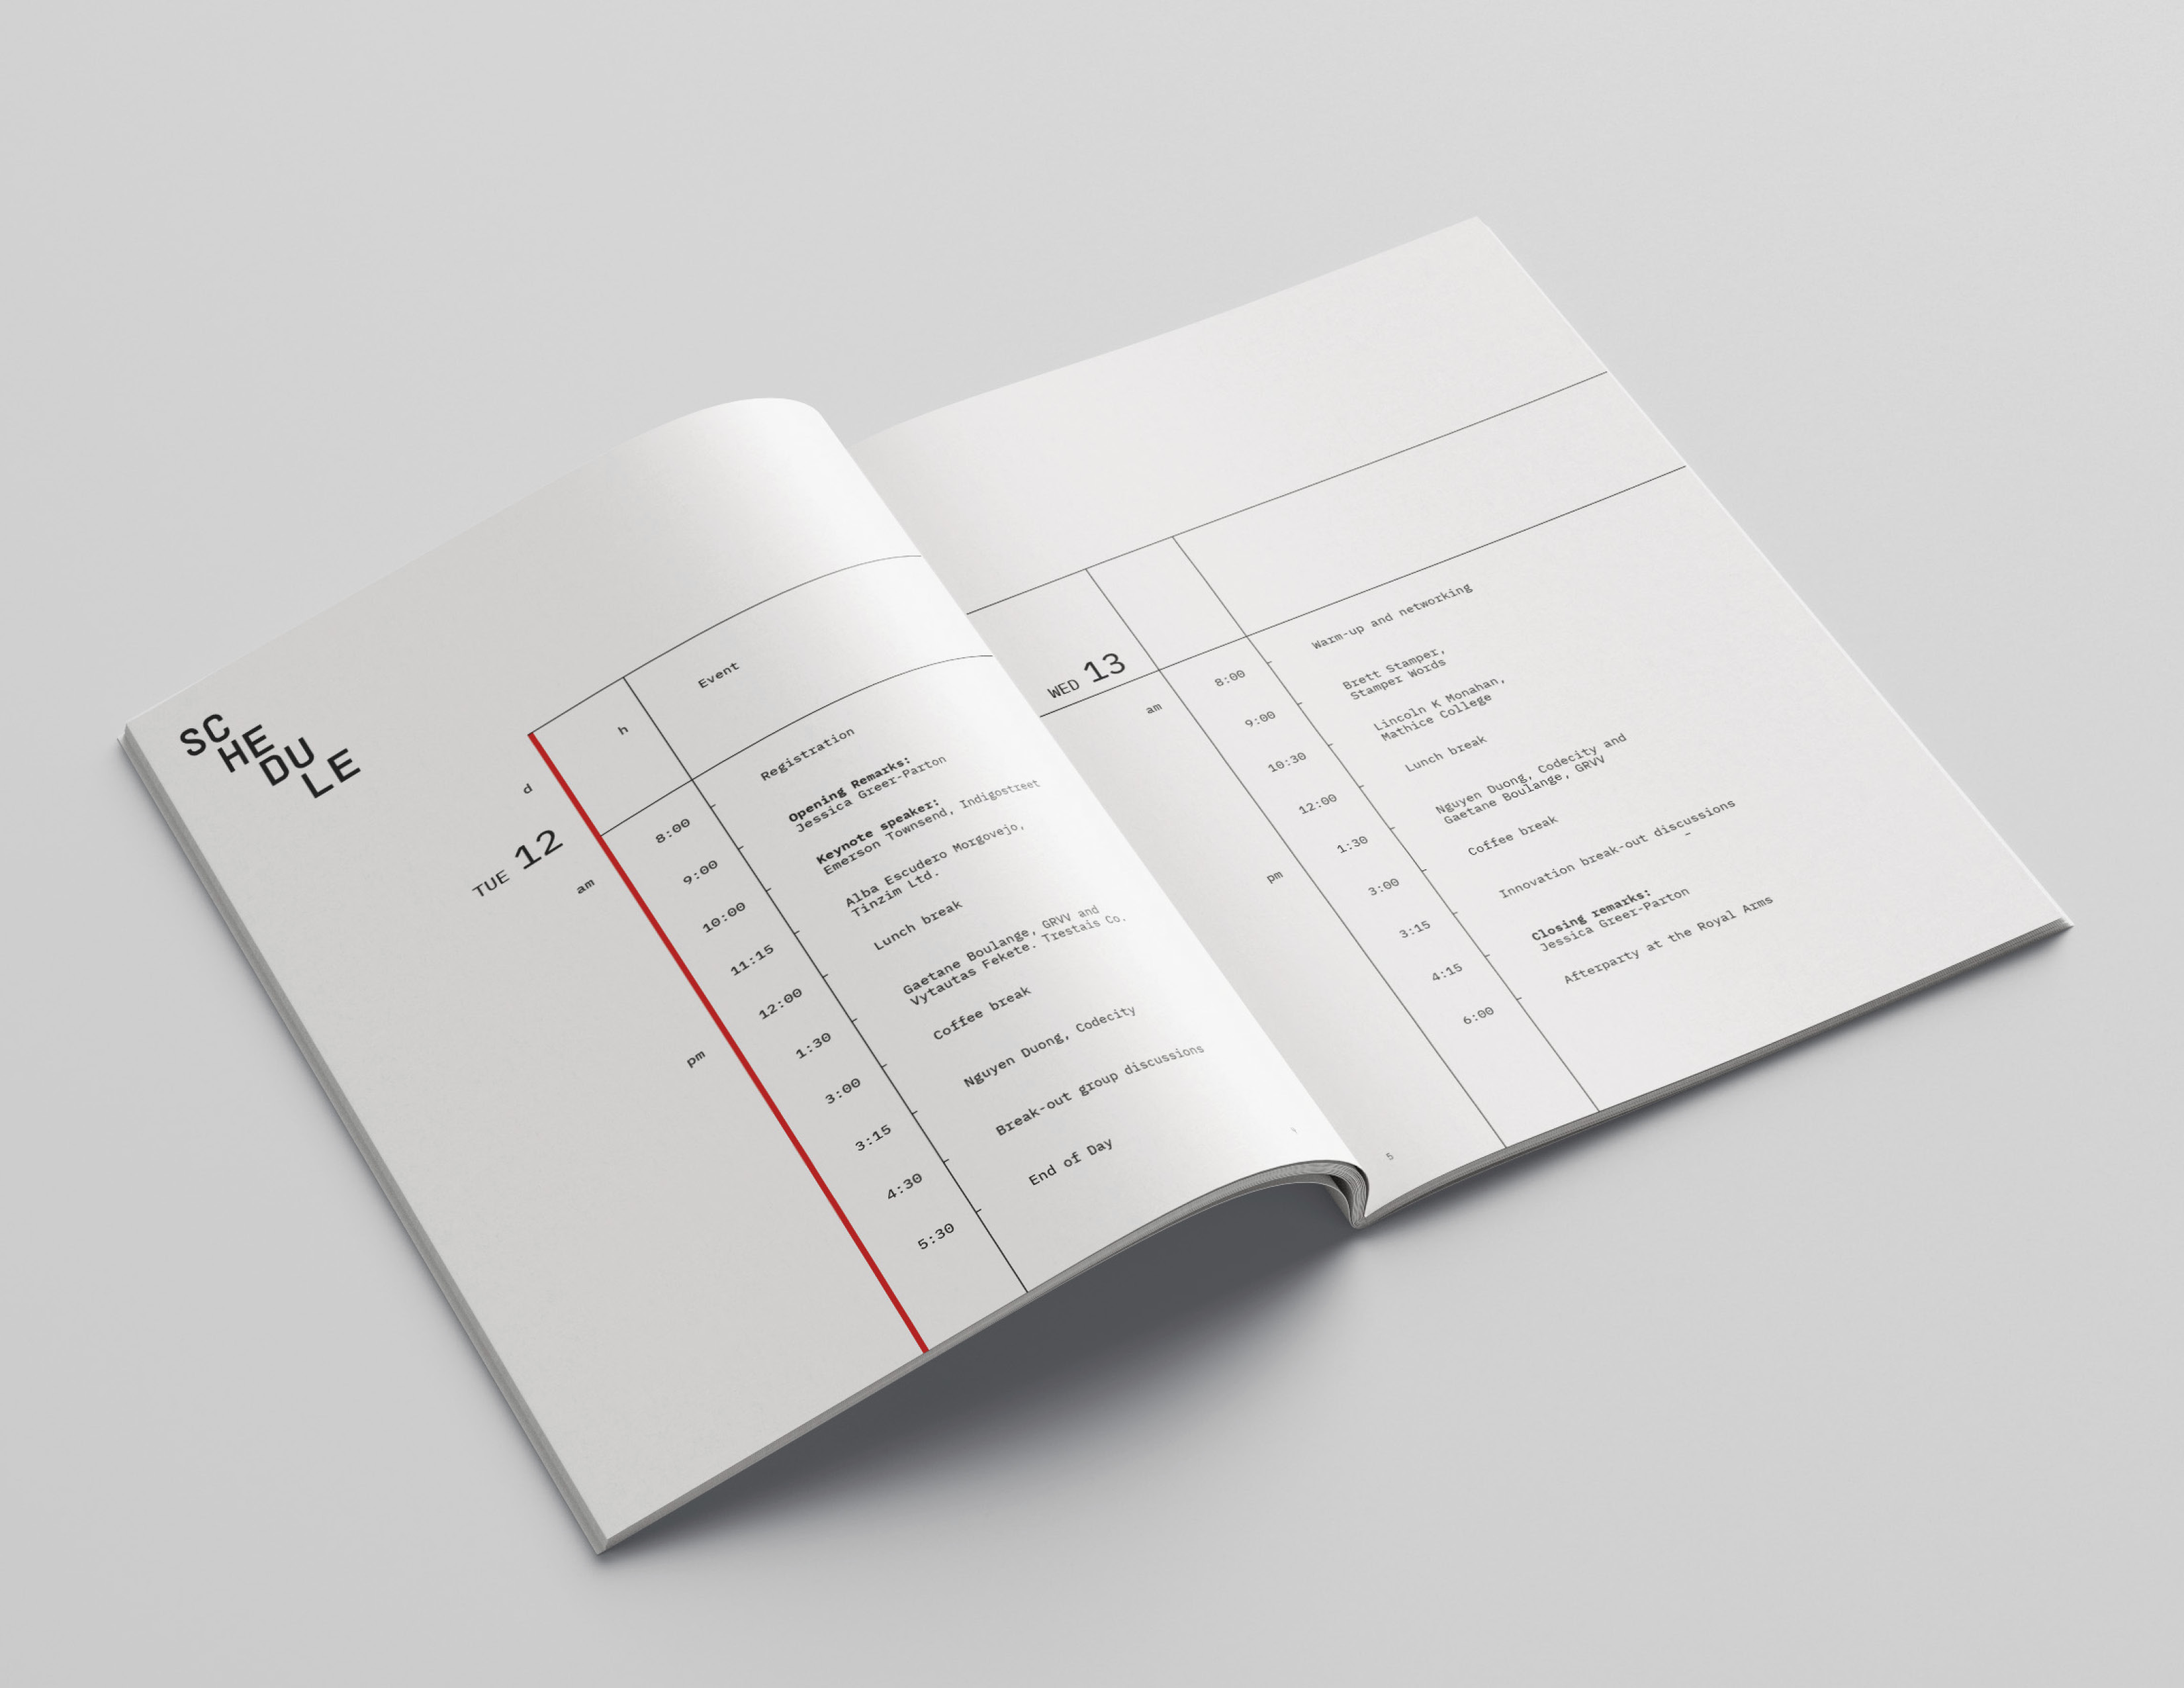 SC
HE
DU
LE
d
h
Event
TUE 12
am
8:00
Registration
9:00
Opening Remarks:
Jessica Greer-Parton
10:00
Keynote speaker:
Emerson Townsend, Indigostreet
11:15
Alba Escudero Morgovejo,
Tinzim Ltd.
12:00
Lunch break
pm
1:30
Gaetane Boulange, GRVV and
Vytautas Fekete. Trestais Co.
3:00
Coffee break
3:15
Nguyen Duong, Codecity
4:30
Break-out group discussions
5:30
End of Day
WED 13
am
8:00
Warm-up and networking
9:00
Brett Stamper,
Stamper Words
10:30
Lincoln K Monahan,
Mathice College
12:00
Lunch break
pm
1:30
Nguyen Duong, Codecity and
Gaetane Boulange, GRVV
3:00
Coffee break
3:15
Innovation break-out discussions
–
4:15
Closing remarks:
Jessica Greer-Parton
6:00
Afterparty at the Royal Arms
5